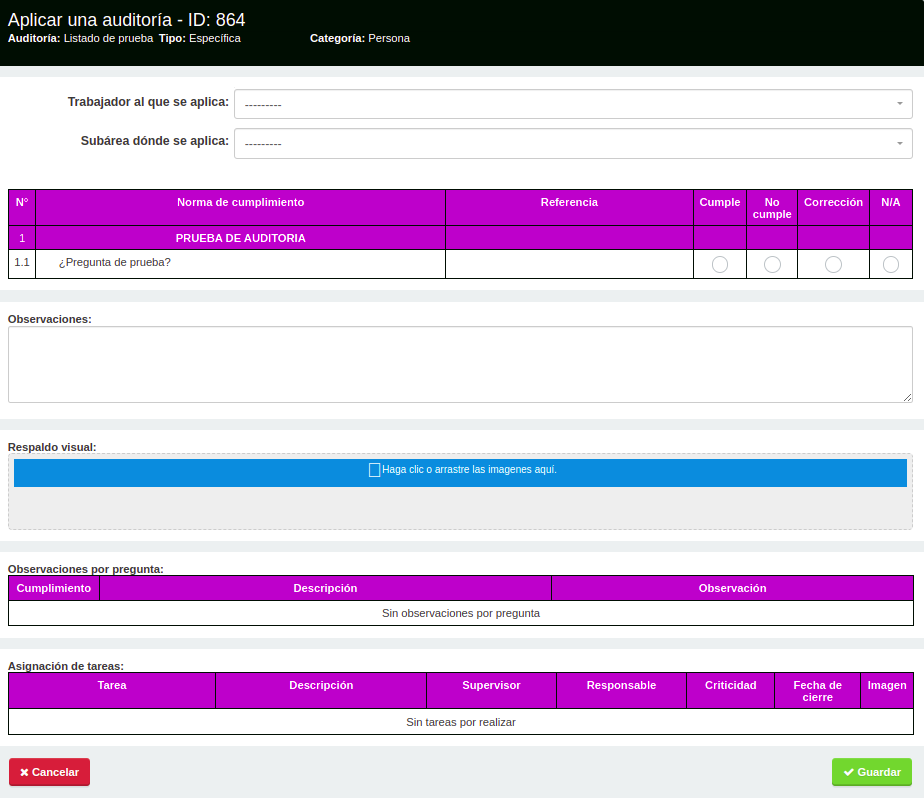 Aplicar una auditoría - ID: 864
Auditoría: Listado de prueba Tipo: Específica Categoría: Persona
Trabajador al que se aplica: ---------
Subárea dónde se aplica: ---------
N° Norma de cumplimiento Referencia Cumple No cumple Corrección N/A
1 PRUEBA DE AUDITORIA
1.1 ¿Pregunta de prueba?
Observaciones:
Respaldo visual:
Haga clic o arrastre las imagenes aquí.
Observaciones por pregunta:
Cumplimiento Descripción Observación
Sin observaciones por pregunta
Asignación de tareas:
Tarea Descripción Supervisor Responsable Criticidad Fecha de cierre Imagen
Sin tareas por realizar
Cancelar Guardar